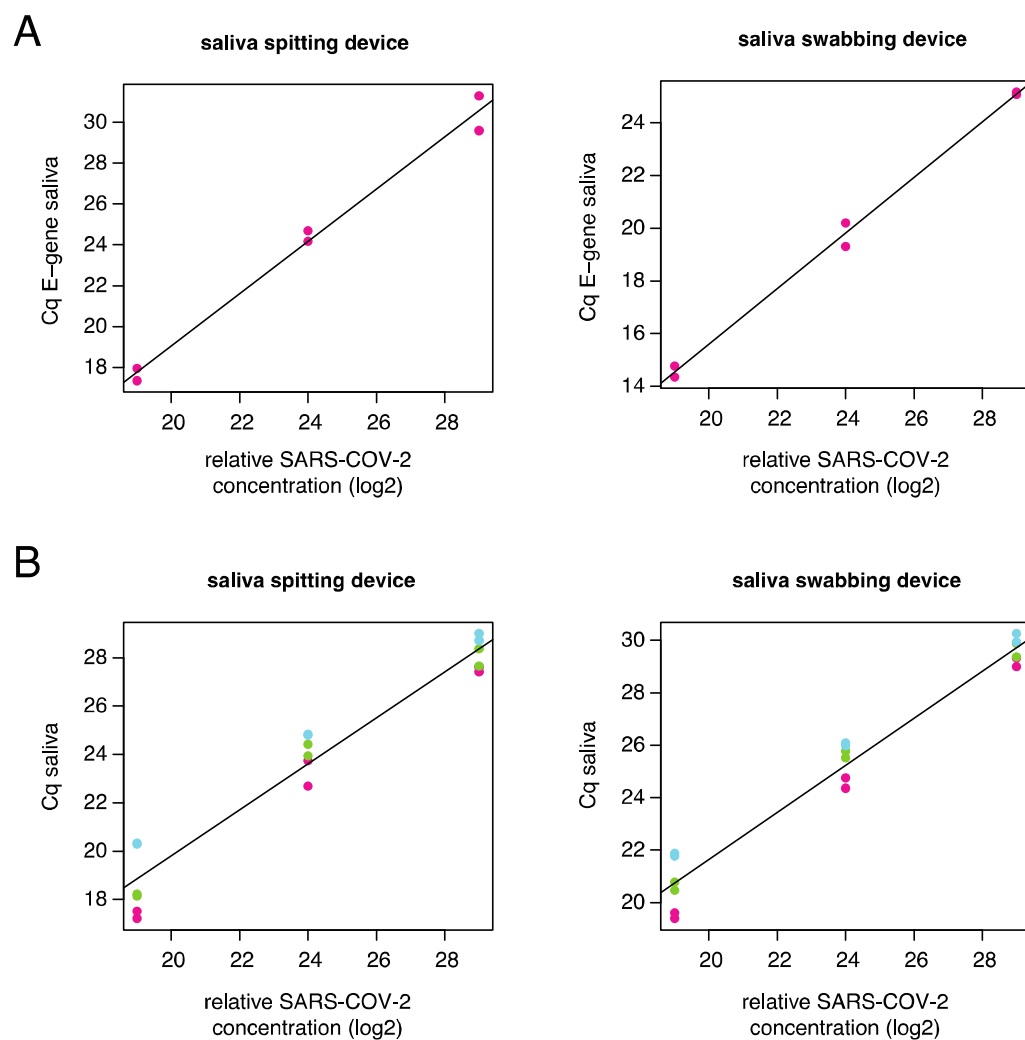 A
saliva spitting device
saliva swabbing device
Cq E−gene saliva
30
28
26
24
22
20
18
20 22 24 26 28
relative SARS-COV-2
concentration (log2)
Cq E−gene saliva
24
22
20
18
16
14
20 22 24 26 28
relative SARS-COV-2
concentration (log2)
B
saliva spitting device
saliva swabbing device
Cq saliva
28
26
24
22
20
18
20 22 24 26 28
relative SARS-COV-2
concentration (log2)
Cq saliva
30
28
26
24
22
20
20 22 24 26 28
relative SARS-COV-2
concentration (log2)